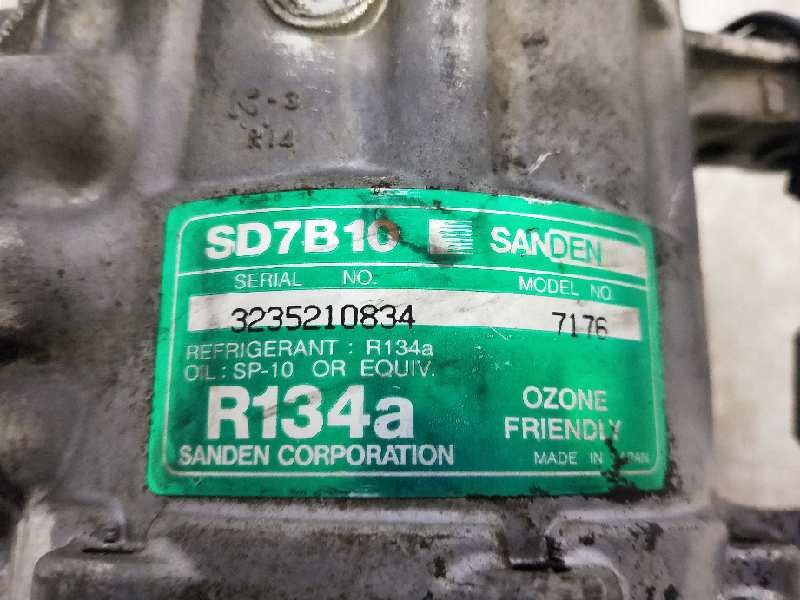 R14
SD7B10 SANDEN
SERIAL NO. MODEL NO.
3235210834 7176
REFRIGERANT : R134a
OIL : SP-10 OR EQUIV.
R134a OZONE FRIENDLY
SANDEN CORPORATION MADE IN JAPAN